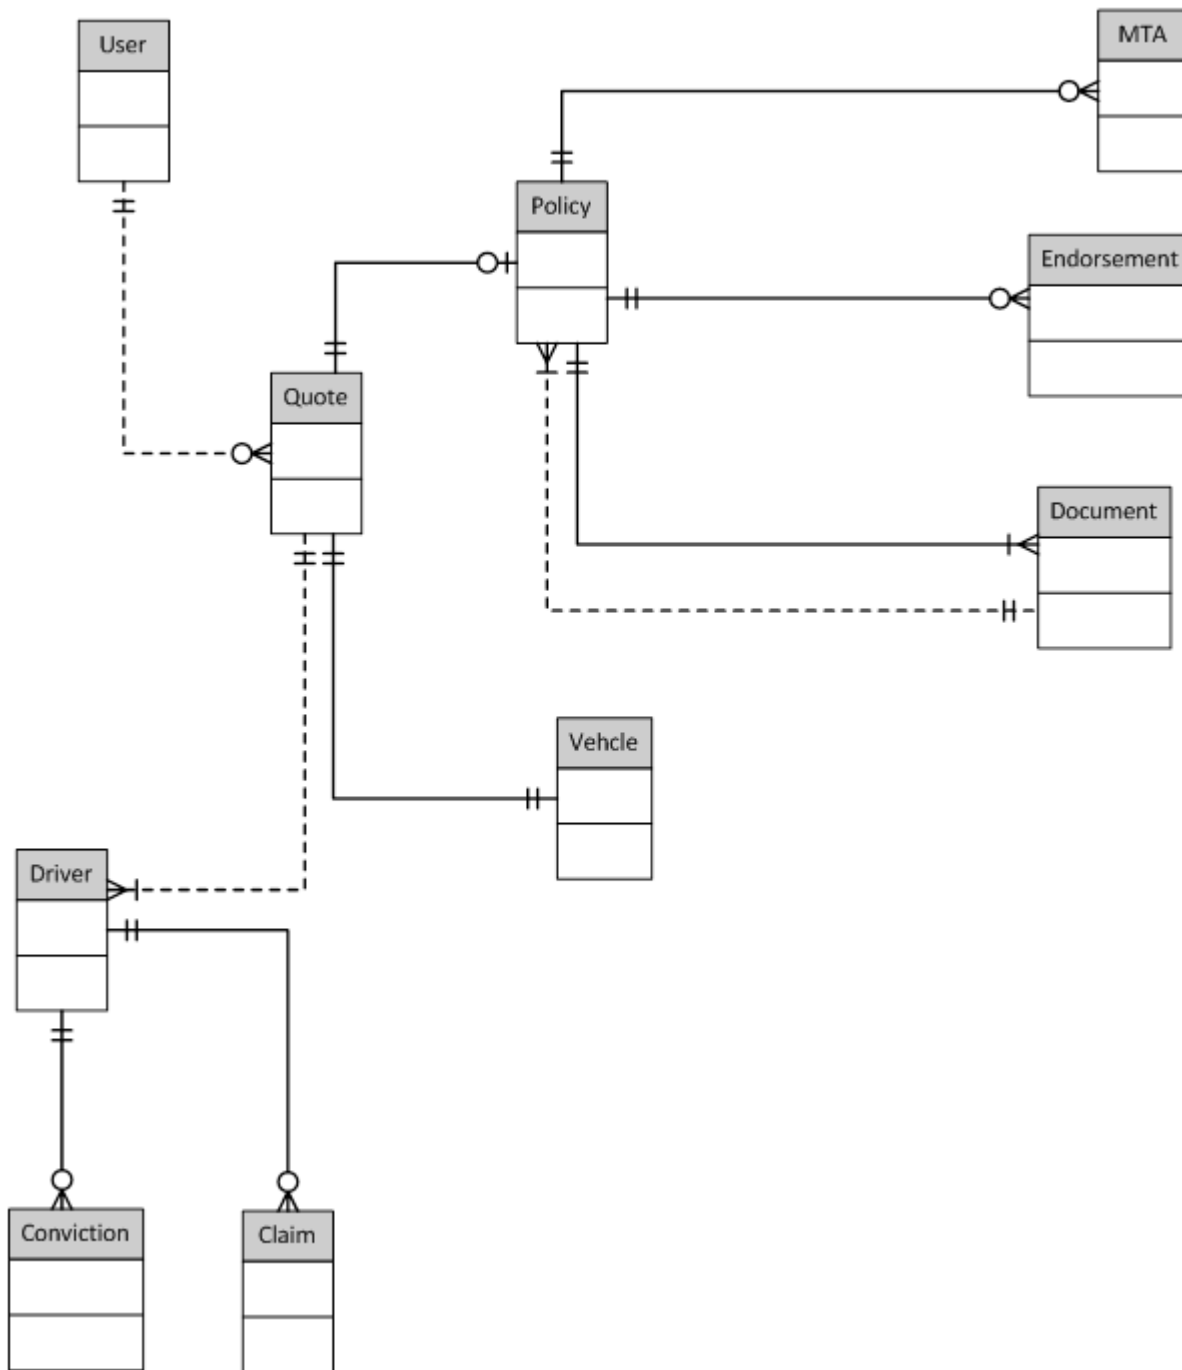 User
MTA
Policy
Endorsement
Quote
Document
Vehcle
Driver
Conviction
Claim